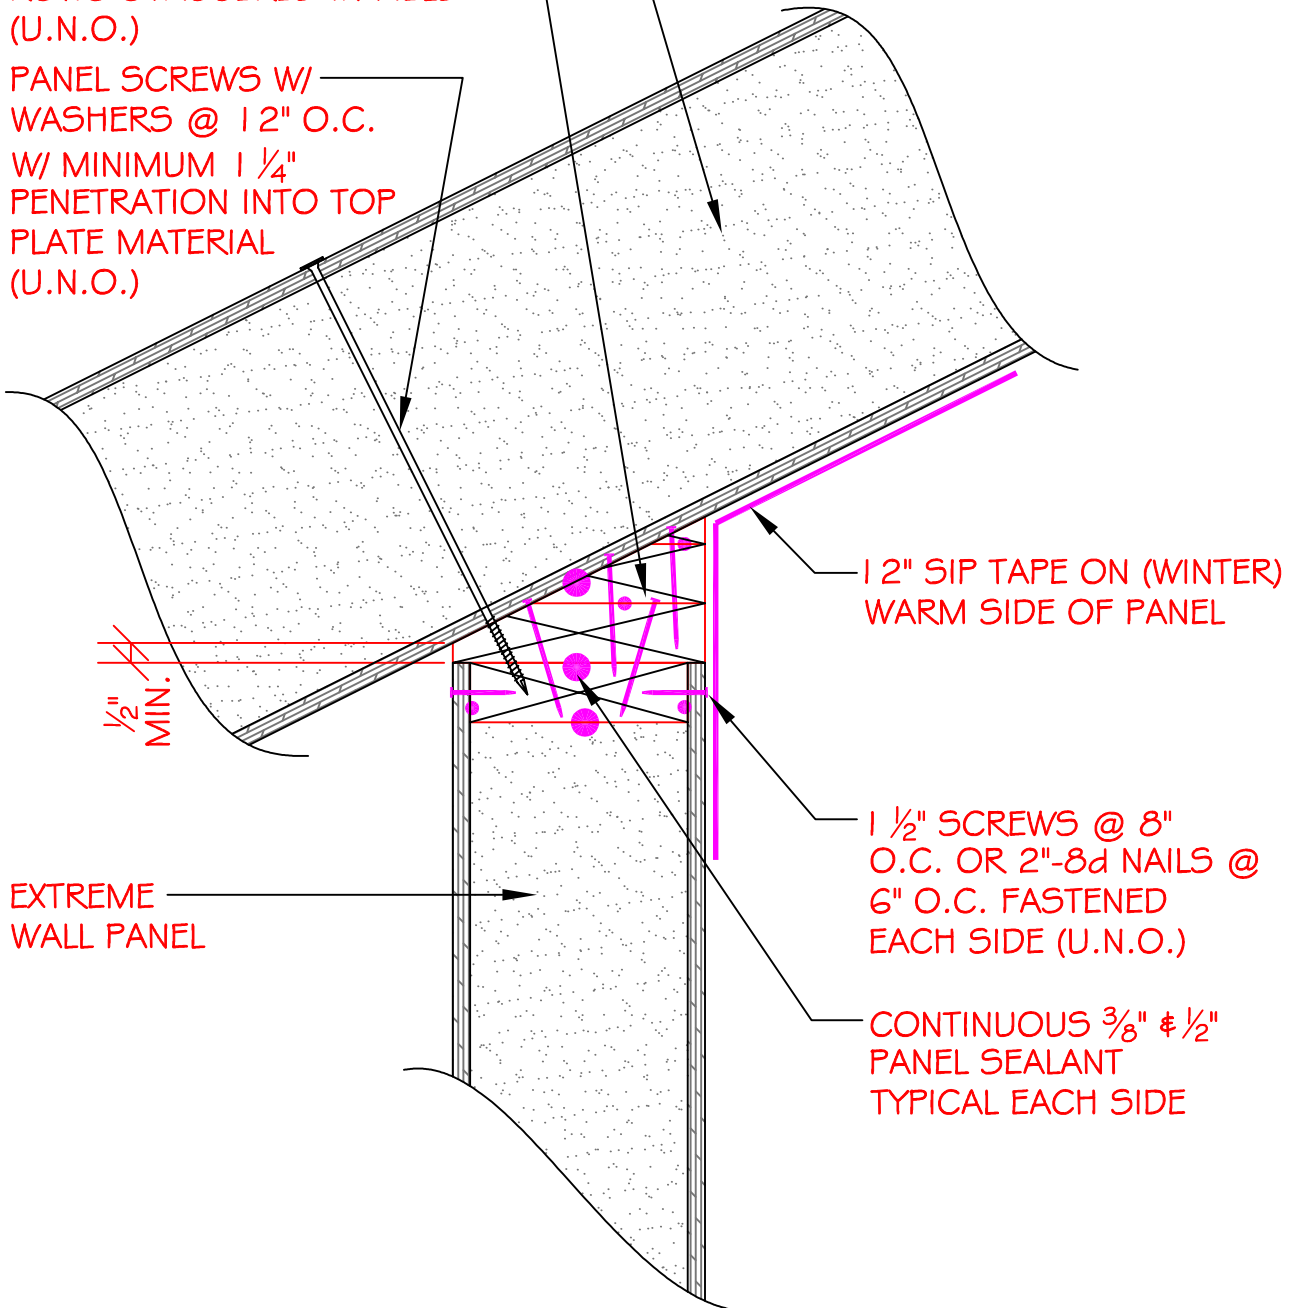 (U.N.O.)
PANEL SCREWS W/
WASHERS @ 12" O.C.
W/ MINIMUM 1 ¼"
PENETRATION INTO TOP
PLATE MATERIAL
(U.N.O.)
½"
MIN.
12" SIP TAPE ON (WINTER)
WARM SIDE OF PANEL
1 ½" SCREWS @ 8"
O.C. OR 2"-8d NAILS @
6" O.C. FASTENED
EACH SIDE (U.N.O.)
EXTREME
WALL PANEL
CONTINUOUS ⅜" & ½"
PANEL SEALANT
TYPICAL EACH SIDE